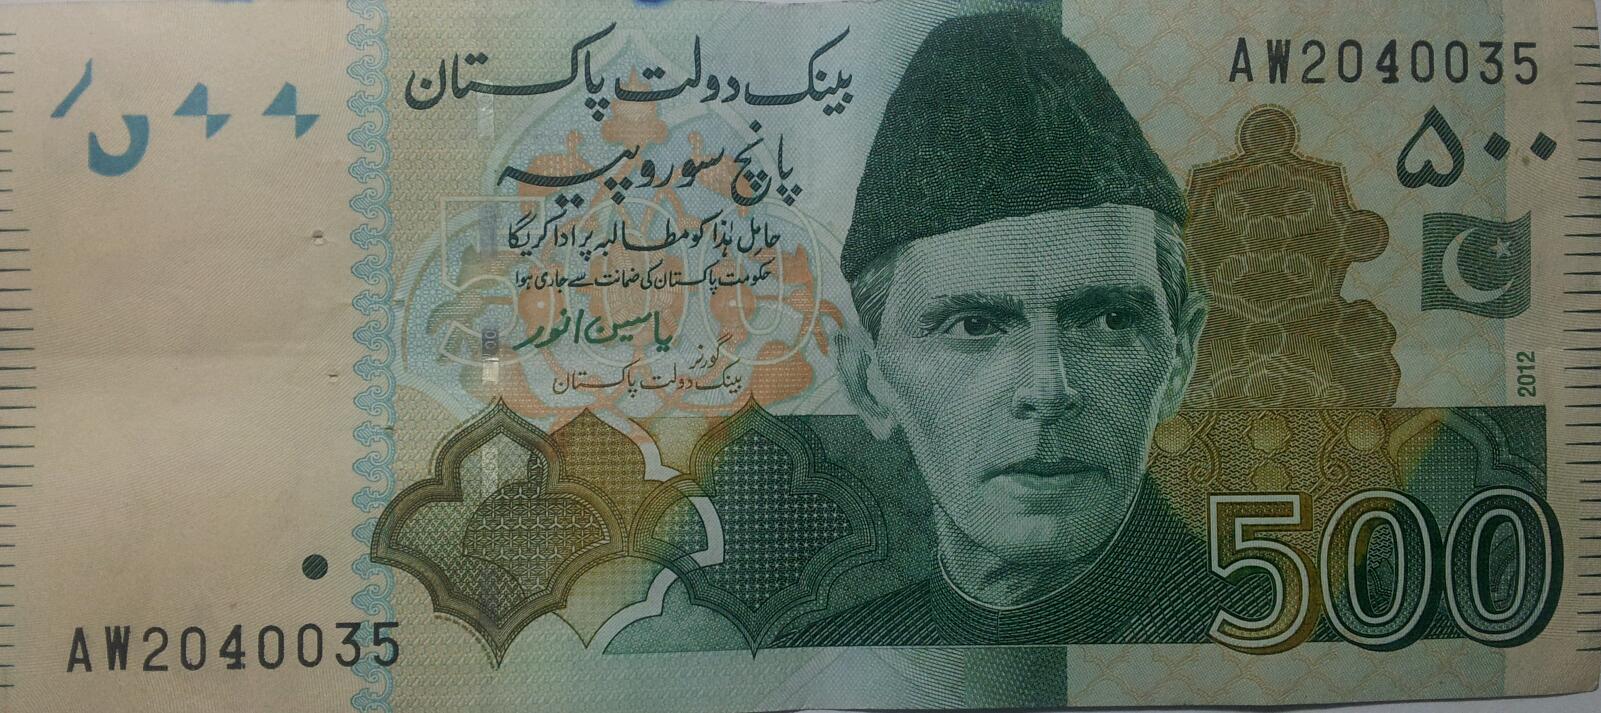 بینک دولت پاکستان
AW2040035
۵۰۰
پانچ سو روپیہ
حامل ہٰذا کو مطالبہ پر ادا کریگا
حکومت پاکستان کی ضمانت سے جاری ہوا
یاسین انور
گورنر
بینک دولت پاکستان
500
2012
500
AW2040035